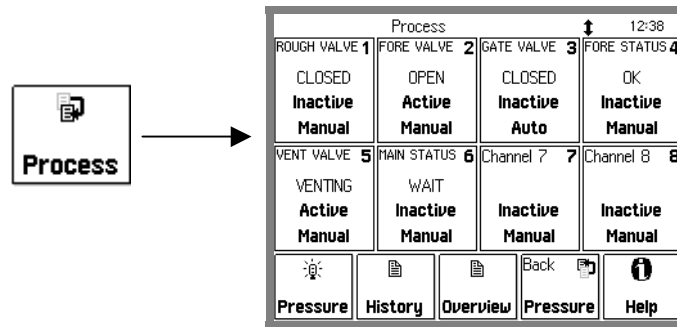 Process
Process 12:38
ROUGH VALVE 1 FORE VALVE 2 GATE VALVE 3 FORE STATUS 4
CLOSED OPEN CLOSED OK
Inactive Active Inactive Inactive
Manual Manual Auto Manual
VENT VALVE 5 MAIN STATUS 6 Channel 7 7 Channel 8 8
VENTING WAIT
Active Inactive Inactive Inactive
Manual Manual Manual Manual
Back
Pressure History Overview Pressure Help